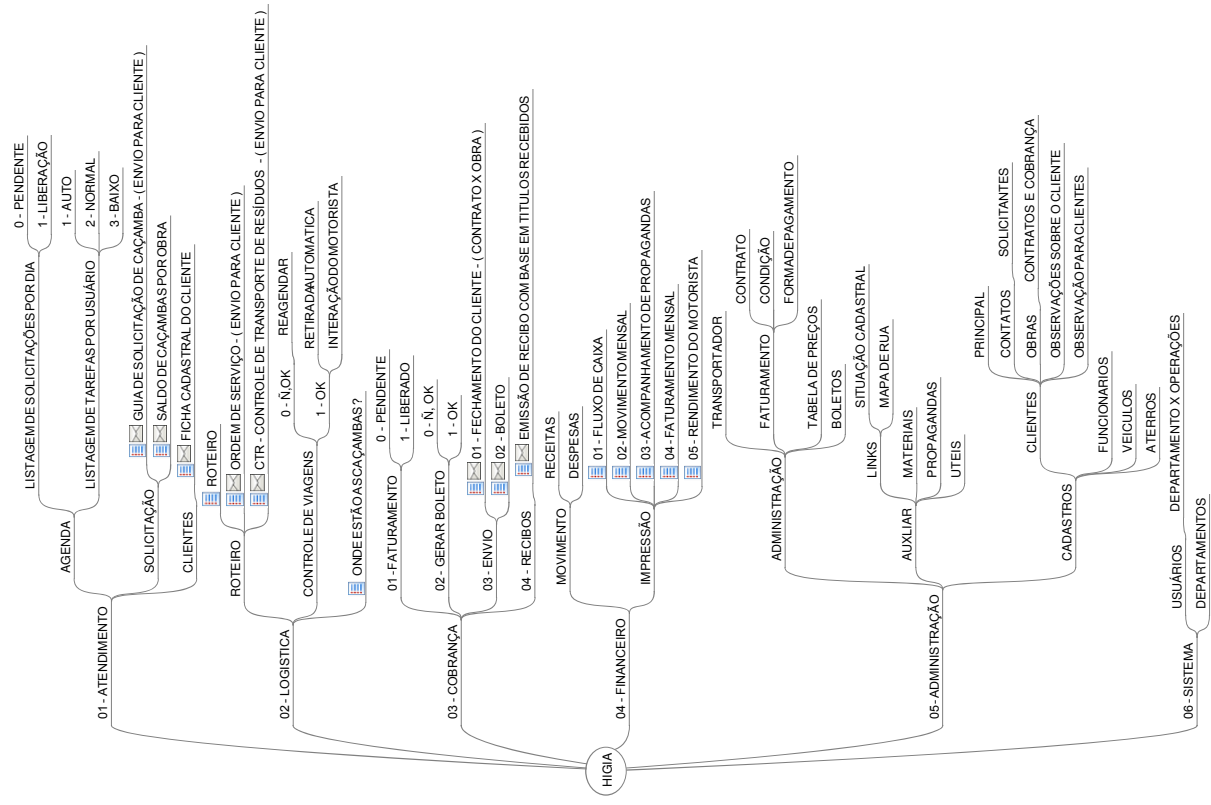 HIGIA
01 - ATENDIMENTO
AGENDA
LISTAGEM DE SOLICITAÇÕES POR DIA
0 - PENDENTE
1 - LIBERAÇÃO
LISTAGEM DE TAREFAS POR USUÁRIO
1 - AUTO
2 - NORMAL
3 - BAIXO
SOLICITAÇÃO
GUIA DE SOLICITAÇÃO DE CAÇAMBA - ( ENVIO PARA CLIENTE )
SALDO DE CAÇAMBAS POR OBRA
CLIENTES
FICHA CADASTRAL DO CLIENTE
02 - LOGISTICA
ROTEIRO
ROTEIRO
ORDEM DE SERVIÇO - ( ENVIO PARA CLIENTE )
CTR - CONTROLE DE TRANSPORTE DE RESÍDUOS - ( ENVIO PARA CLIENTE )
CONTROLE DE VIAGENS
0 - Ñ, OK
REAGENDAR
1 - OK
RETIRADA AUTOMATICA
INTERAÇÃO DO MOTORISTA
ONDE ESTÃO AS CAÇAMBAS ?
03 - COBRANÇA
01 - FATURAMENTO
0 - PENDENTE
1 - LIBERADO
02 - GERAR BOLETO
0 - Ñ, OK
1 - OK
03 - ENVIO
01 - FECHAMENTO DO CLIENTE - ( CONTRATO X OBRA )
02 - BOLETO
04 - RECIBOS
EMISSÃO DE RECIBO COM BASE EM TITULOS RECEBIDOS
04 - FINANCEIRO
MOVIMENTO
RECEITAS
DESPESAS
IMPRESSÃO
01 - FLUXO DE CAIXA
02 - MOVIMENTO MENSAL
03 - ACOMPANHAMENTO DE PROPAGANDAS
04 - FATURAMENTO MENSAL
05 - RENDIMENTO DO MOTORISTA
05 - ADMINISTRAÇÃO
ADMINISTRAÇÃO
TRANSPORTADOR
FATURAMENTO
CONTRATO
CONDIÇÃO
FORMA DE PAGAMENTO
TABELA DE PREÇOS
BOLETOS
AUXILIAR
LINKS
SITUAÇÃO CADASTRAL
MAPA DE RUA
MATERIAIS
PROPAGANDAS
UTEIS
CADASTROS
CLIENTES
PRINCIPAL
CONTATOS
SOLICITANTES
OBRAS
CONTRATOS E COBRANÇA
OBSERVAÇÕES SOBRE O CLIENTE
OBSERVAÇÃO PARA CLIENTES
FUNCIONARIOS
VEICULOS
ATERROS
06 - SISTEMA
USUÁRIOS
DEPARTAMENTO X OPERAÇÕES
DEPARTAMENTOS